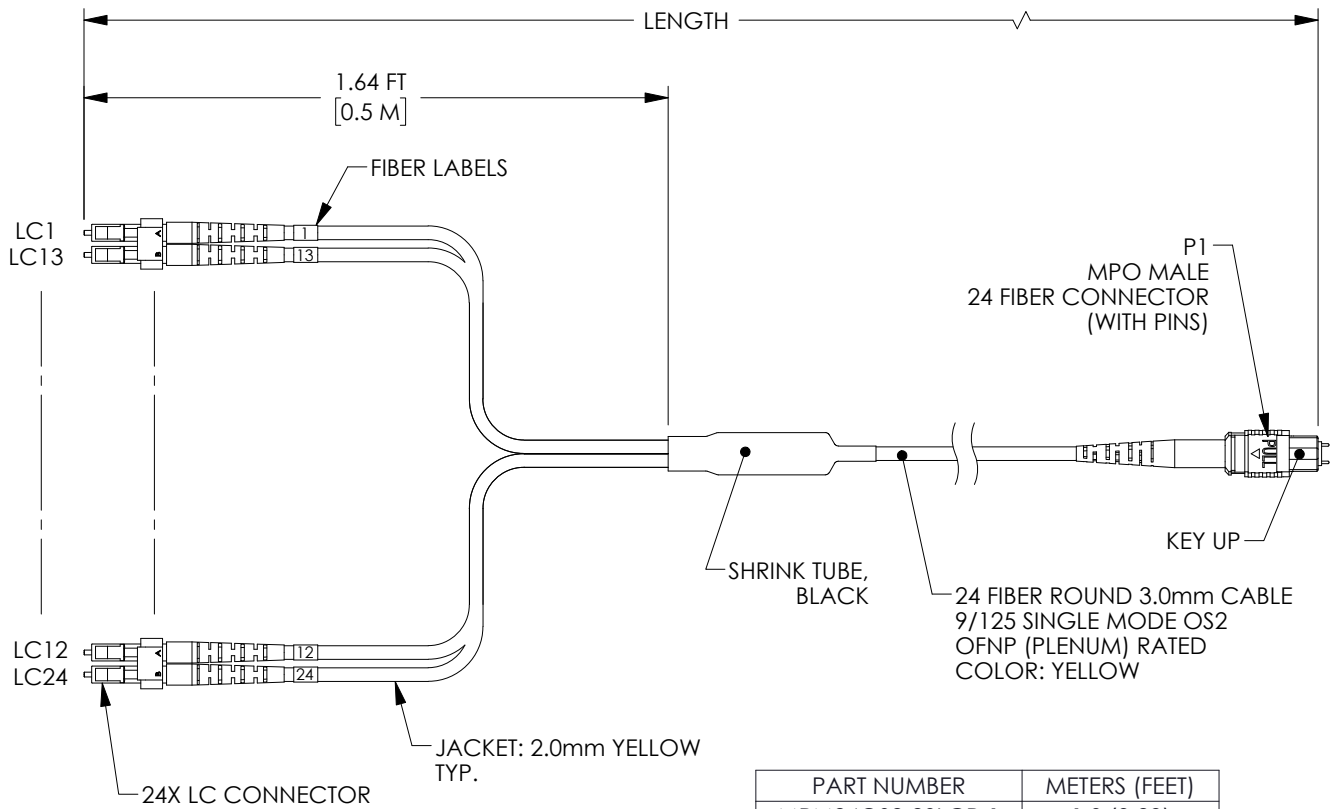 LENGTH
1.64 FT
[0.5 M]
FIBER LABELS
LC1
LC13
1
13
A
B
P1
MPO MALE
24 FIBER CONNECTOR
(WITH PINS)
KEY UP
SHRINK TUBE,
BLACK
24 FIBER ROUND 3.0mm CABLE
9/125 SINGLE MODE OS2
OFNP (PLENUM) RATED
COLOR: YELLOW
LC12
LC24
12
24
A
B
JACKET: 2.0mm YELLOW
TYP.
24X LC CONNECTOR
PART NUMBER METERS (FEET)